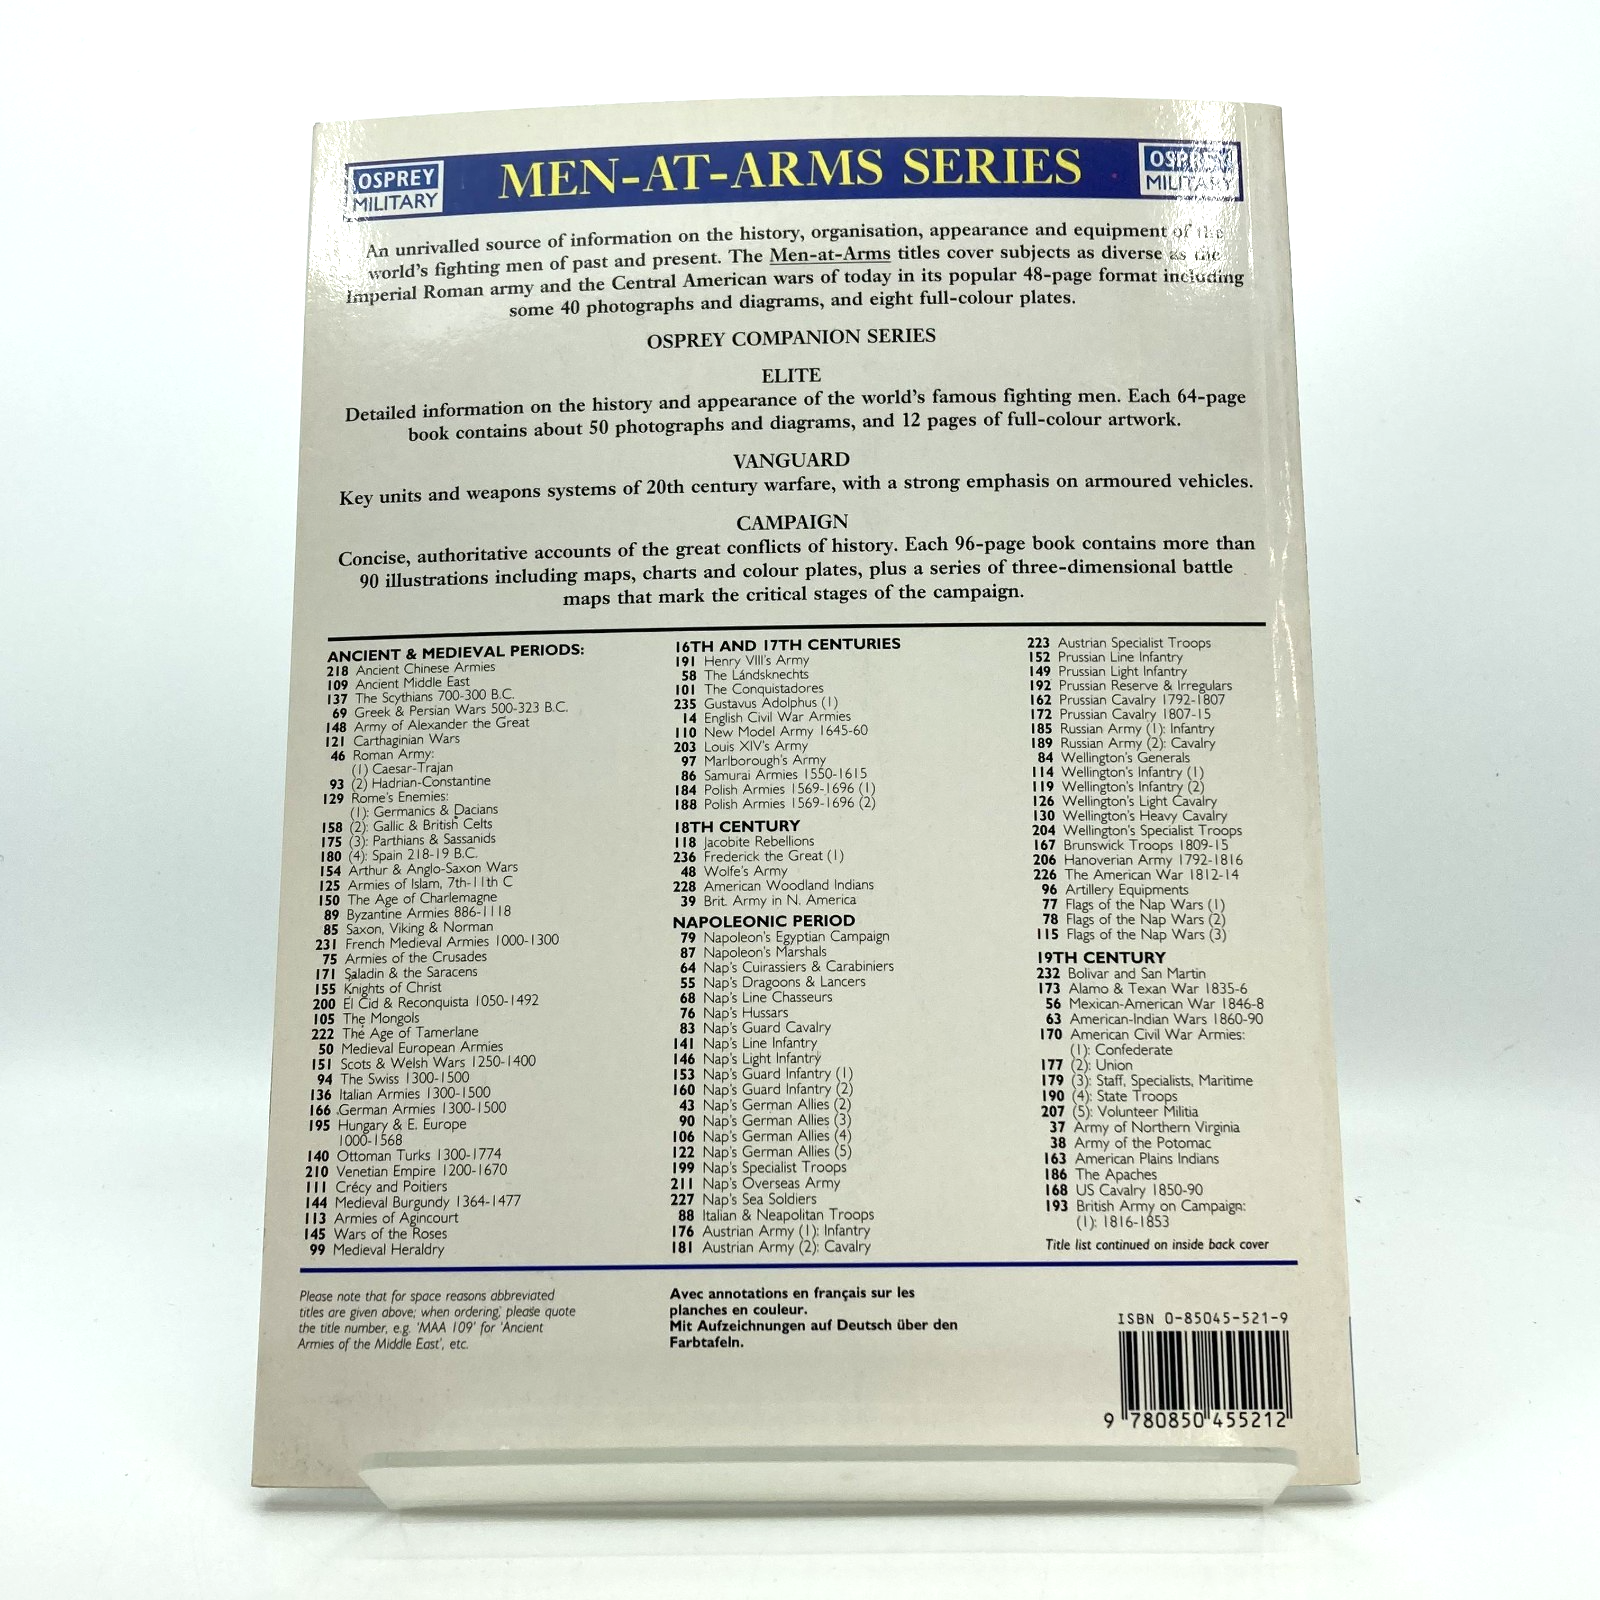 OSPREY
MILITARY
MEN-AT-ARMS SERIES
OSPREY
MILITARY
An unrivalled source of information on the history, organisation, appearance and equipment of the
world's fighting men of past and present. The Men-at-Arms titles cover subjects as diverse as the
Imperial Roman army and the Central American wars of today in its popular 48-page format including
some 40 photographs and diagrams, and eight full-colour plates.
OSPREY COMPANION SERIES
ELITE
Detailed information on the history and appearance of the world's famous fighting men. Each 64-page
book contains about 50 photographs and diagrams, and 12 pages of full-colour artwork.
VANGUARD
Key units and weapons systems of 20th century warfare, with a strong emphasis on armoured vehicles.
CAMPAIGN
Concise, authoritative accounts of the great conflicts of history. Each 96-page book contains more than
90 illustrations including maps, charts and colour plates, plus a series of three-dimensional battle
maps that mark the critical stages of the campaign.
ANCIENT & MEDIEVAL PERIODS:
218 Ancient Chinese Armies
109 Ancient Middle East
137 The Scythians 700-300 B.C.
69 Greek & Persian Wars 500-323 B.C.
148 Army of Alexander the Great
121 Carthaginian Wars
46 Roman Army:
(1) Caesar-Trajan
93 (2) Hadrian-Constantine
129 Rome's Enemies:
(1): Germanics & Dacians
158 (2): Gallic & British Celts
175 (3): Parthians & Sassanids
180 (4): Spain 218-19 B.C.
154 Arthur & Anglo-Saxon Wars
125 Armies of Islam, 7th-11th C
150 The Age of Charlemagne
89 Byzantine Armies 886-1118
85 Saxon, Viking & Norman
231 French Medieval Armies 1000-1300
75 Armies of the Crusades
171 Saladin & the Saracens
155 Knights of Christ
200 El Cid & Reconquista 1050-1492
105 The Mongols
222 The Age of Tamerlane
50 Medieval European Armies
151 Scots & Welsh Wars 1250-1400
94 The Swiss 1300-1500
136 Italian Armies 1300-1500
166 German Armies 1300-1500
195 Hungary & E. Europe
1000-1568
140 Ottoman Turks 1300-1774
210 Venetian Empire 1200-1670
111 Crécy and Poitiers
144 Medieval Burgundy 1364-1477
113 Armies of Agincourt
145 Wars of the Roses
99 Medieval Heraldry
16TH AND 17TH CENTURIES
191 Henry VIII's Army
58 The Lándsknechts
101 The Conquistadores
235 Gustavus Adolphus (1)
14 English Civil War Armies
110 New Model Army 1645-60
203 Louis XIV's Army
97 Marlborough's Army
86 Samurai Armies 1550-1615
184 Polish Armies 1569-1696 (1)
188 Polish Armies 1569-1696 (2)
18TH CENTURY
118 Jacobite Rebellions
236 Frederick the Great (1)
48 Wolfe's Army
228 American Woodland Indians
39 Brit. Army in N. America
NAPOLEONIC PERIOD
79 Napoleon's Egyptian Campaign
87 Napoleon's Marshals
64 Nap's Cuirassiers & Carabiniers
55 Nap's Dragoons & Lancers
68 Nap's Line Chasseurs
76 Nap's Hussars
83 Nap's Guard Cavalry
141 Nap's Line Infantry
146 Nap's Light Infantry
153 Nap's Guard Infantry (1)
160 Nap's Guard Infantry (2)
43 Nap's German Allies (2)
90 Nap's German Allies (3)
106 Nap's German Allies (4)
122 Nap's German Allies (5)
199 Nap's Specialist Troops
211 Nap's Overseas Army
227 Nap's Sea Soldiers
88 Italian & Neapolitan Troops
176 Austrian Army (1): Infantry
181 Austrian Army (2): Cavalry
223 Austrian Specialist Troops
152 Prussian Line Infantry
149 Prussian Light Infantry
192 Prussian Reserve & Irregulars
162 Prussian Cavalry 1792-1807
172 Prussian Cavalry 1807-15
185 Russian Army (1): Infantry
189 Russian Army (2): Cavalry
84 Wellington's Generals
114 Wellington's Infantry (1)
119 Wellington's Infantry (2)
126 Wellington's Light Cavalry
130 Wellington's Heavy Cavalry
204 Wellington's Specialist Troops
167 Brunswick Troops 1809-15
206 Hanoverian Army 1792-1816
226 The American War 1812-14
96 Artillery Equipments
77 Flags of the Nap Wars (1)
78 Flags of the Nap Wars (2)
115 Flags of the Nap Wars (3)
19TH CENTURY
232 Bolivar and San Martin
173 Alamo & Texan War 1835-6
56 Mexican-American War 1846-8
63 American-Indian Wars 1860-90
170 American Civil War Armies:
(1): Confederate
177 (2): Union
179 (3): Staff, Specialists, Maritime
190 (4): State Troops
207 (5): Volunteer Militia
37 Army of Northern Virginia
38 Army of the Potomac
163 American Plains Indians
186 The Apaches
168 US Cavalry 1850-90
193 British Army on Campaign:
(1): 1816-1853
Title list continued on inside back cover
Please note that for space reasons abbreviated
titles are given above; when ordering, please quote
the title number, e.g. 'MAA 109' for 'Ancient
Armies of the Middle East', etc.
Avec annotations en français sur les
planches en couleur.
Mit Aufzeichnungen auf Deutsch über den
Farbtafeln.
ISBN 0-85045-521-9
9 780850 455212